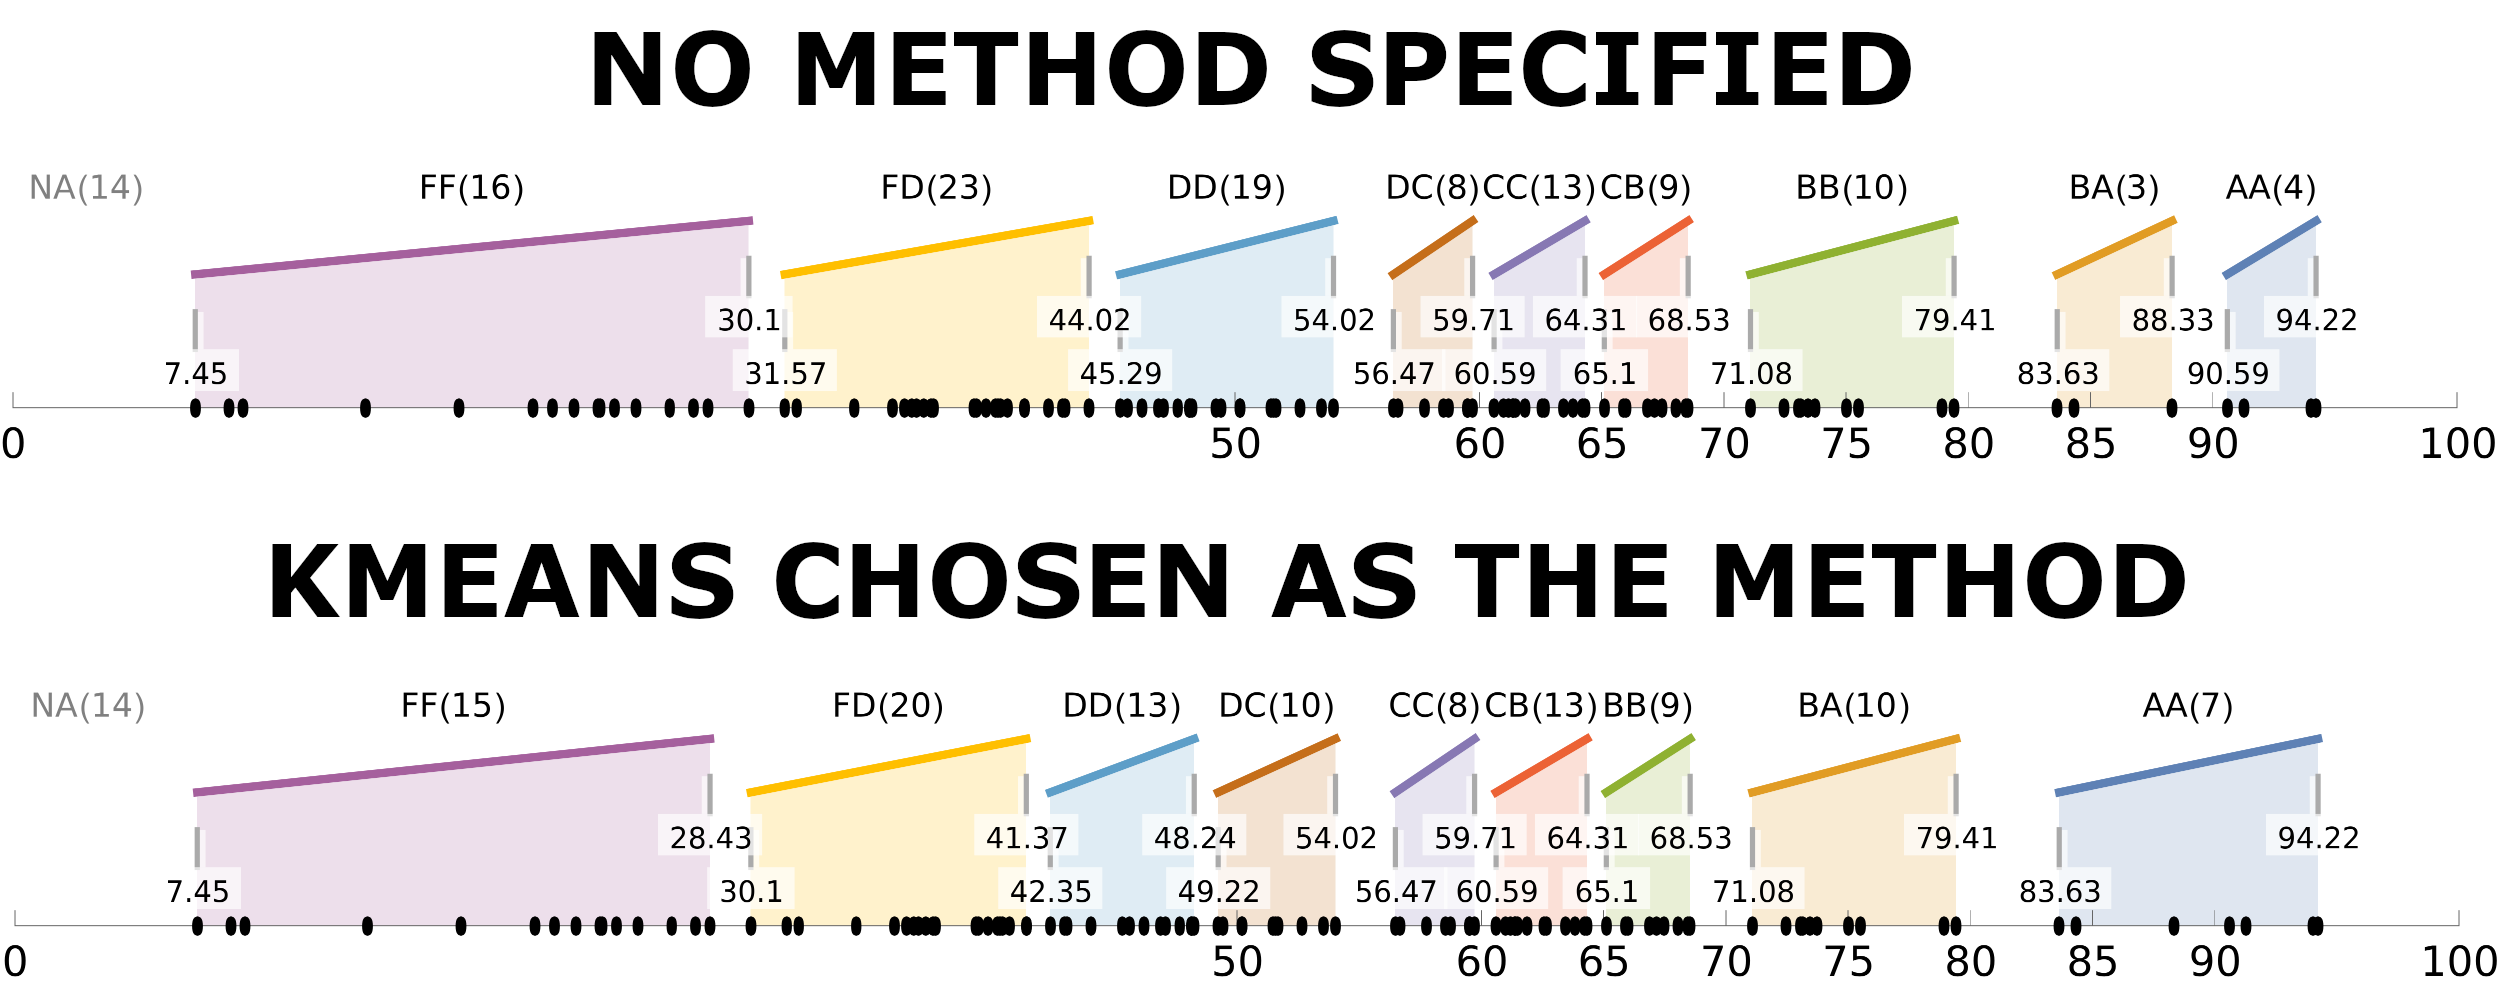 NO METHOD SPECIFIED
NA(14) FF(16) FD(23) DD(19) DC(8) CC(13) CB(9) BB(10) BA(3) AA(4)
30.1 44.02 54.02 59.71 64.31 68.53 79.41 88.33 94.22
7.45 31.57 45.29 56.47 60.59 65.1 71.08 83.63 90.59
0 50 60 65 70 75 80 85 90 100
KMEANS CHOSEN AS THE METHOD
NA(14) FF(15) FD(20) DD(13) DC(10) CC(8) CB(13) BB(9) BA(10) AA(7)
28.43 41.37 48.24 54.02 59.71 64.31 68.53 79.41 94.22
7.45 30.1 42.35 49.22 56.47 60.59 65.1 71.08 83.63
0 50 60 65 70 75 80 85 90 100